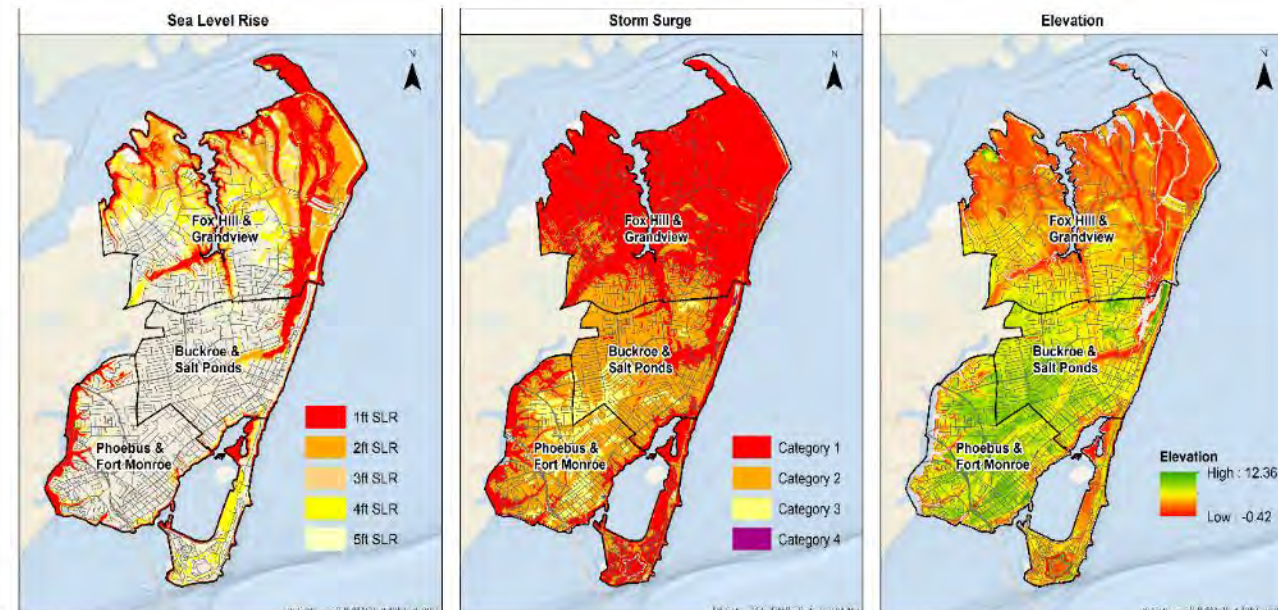 Sea Level Rise
N
Fox Hill &
Grandview
Buckroe &
Salt Ponds
Phoebus &
Fort Monroe
1ft SLR
2ft SLR
3ft SLR
4ft SLR
5ft SLR
Storm Surge
N
Fox Hill &
Grandview
Buckroe &
Salt Ponds
Phoebus &
Fort Monroe
Category 1
Category 2
Category 3
Category 4
Elevation
N
Fox Hill &
Grandview
Buckroe &
Salt Ponds
Phoebus &
Fort Monroe
Elevation
High : 12.36
Low : -0.42